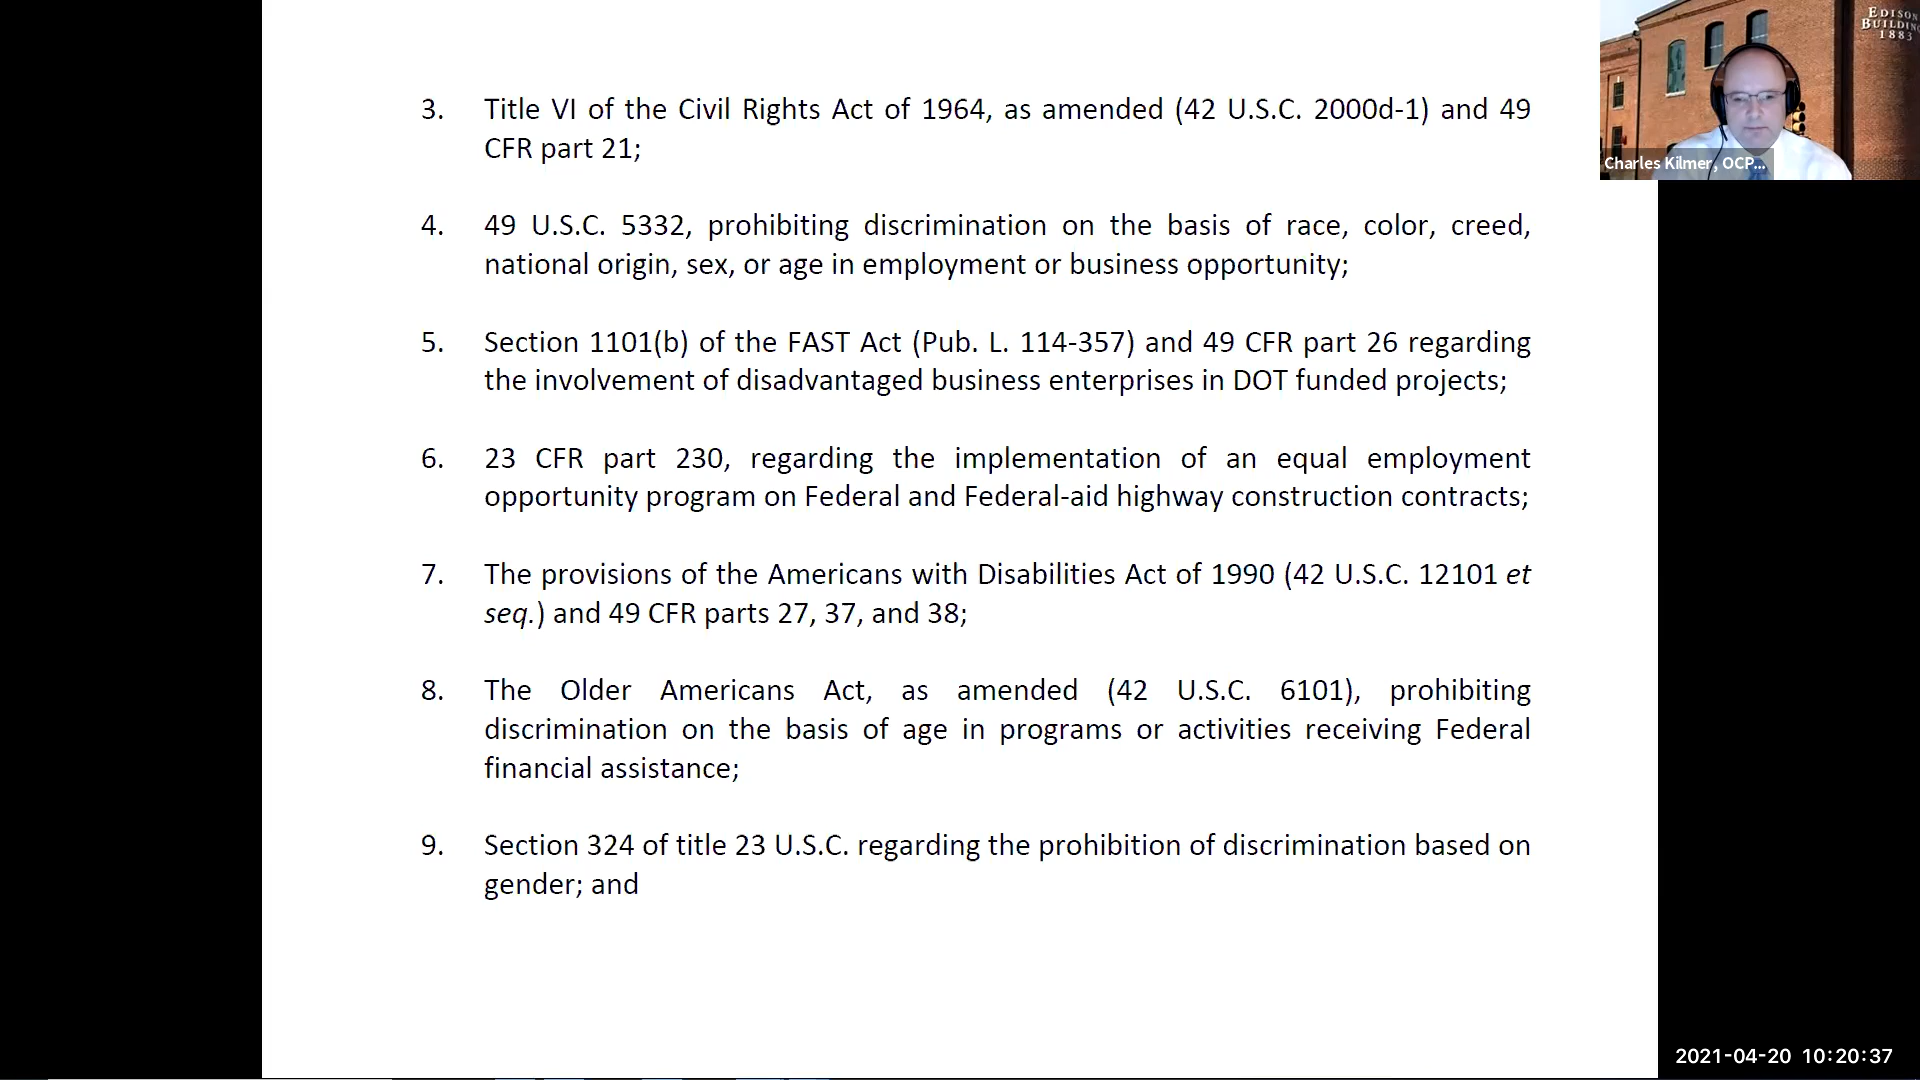 EDISON
BUILDING
1883
Charles Kilmer, OCP...
3. Title VI of the Civil Rights Act of 1964, as amended (42 U.S.C. 2000d-1) and 49
CFR part 21;
4. 49 U.S.C. 5332, prohibiting discrimination on the basis of race, color, creed,
national origin, sex, or age in employment or business opportunity;
5. Section 1101(b) of the FAST Act (Pub. L. 114-357) and 49 CFR part 26 regarding
the involvement of disadvantaged business enterprises in DOT funded projects;
6. 23 CFR part 230, regarding the implementation of an equal employment
opportunity program on Federal and Federal-aid highway construction contracts;
7. The provisions of the Americans with Disabilities Act of 1990 (42 U.S.C. 12101 et
seq.) and 49 CFR parts 27, 37, and 38;
8. The Older Americans Act, as amended (42 U.S.C. 6101), prohibiting
discrimination on the basis of age in programs or activities receiving Federal
financial assistance;
9. Section 324 of title 23 U.S.C. regarding the prohibition of discrimination based on
gender; and
2021-04-20 10:20:37